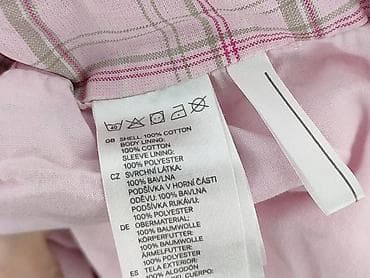 GB SHELL: 100% COTTON
BODY LINING:
100% COTTON
SLEEVE LINING:
100% POLYESTER
CZ SVRCHNÍ LÁTKA:
100% BAVLNA
PODŠÍVKA V HORNÍ ČÁSTI
ODĚVU: 100% BAVLNA
PODŠÍVKA RUKÁVU:
100% POLYESTER
DE OBERMATERIAL:
100% BAUMWOLLE
KÖRPERFUTTER:
100% BAUMWOLLE
ÄRMELFUTTER:
100% POLYESTER
ES TELA EXTERIOR:
100% ALGODÓN
CUERPO: